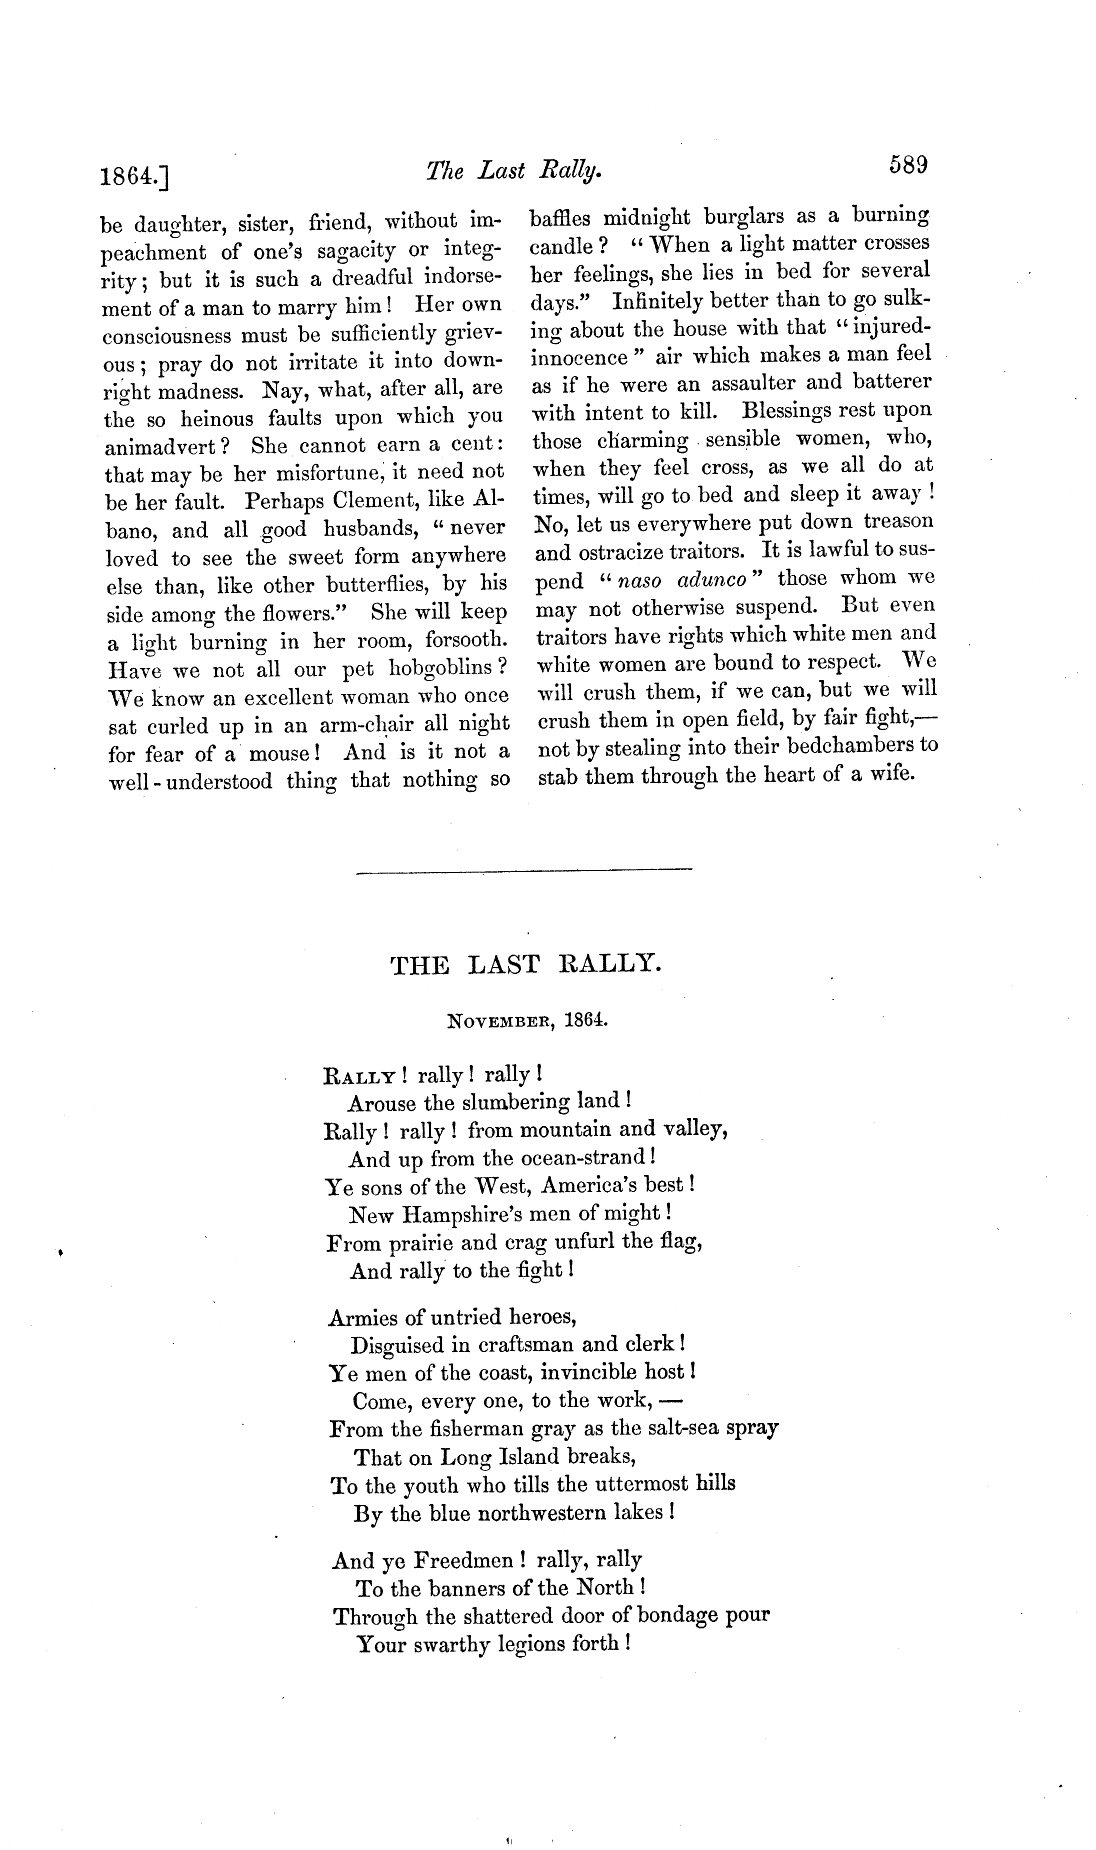 1864.] The Last Rally. 589
be daughter, sister, friend, without im-
peachment of one's sagacity or integ-
rity; but it is such a dreadful indorse-
ment of a man to marry him! Her own
consciousness must be sufficiently griev-
ous; pray do not irritate it into down-
right madness. Nay, what, after all, are
the so heinous faults upon which you
animadvert? She cannot earn a cent:
that may be her misfortune, it need not
be her fault. Perhaps Clement, like Al-
bano, and all good husbands, "never
loved to see the sweet form anywhere
else than, like other butterflies, by his
side among the flowers." She will keep
a light burning in her room, forsooth.
Have we not all our pet hobgoblins?
We know an excellent woman who once
sat curled up in an arm-chair all night
for fear of a mouse! And is it not a
well-understood thing that nothing so
baffles midnight burglars as a burning
candle? "When a light matter crosses
her feelings, she lies in bed for several
days." Infinitely better than to go sulk-
ing about the house with that "injured-
innocence" air which makes a man feel
as if he were an assaulter and batterer
with intent to kill. Blessings rest upon
those charming sensible women, who,
when they feel cross, as we all do at
times, will go to bed and sleep it away!
No, let us everywhere put down treason
and ostracize traitors. It is lawful to sus-
pend "naso adunco" those whom we
may not otherwise suspend. But even
traitors have rights which white men and
white women are bound to respect. We
will crush them, if we can, but we will
crush them in open field, by fair fight,—
not by stealing into their bedchambers to
stab them through the heart of a wife.
THE LAST RALLY.
NOVEMBER, 1864.
RALLY! rally! rally!
Arouse the slumbering land!
Rally! rally! from mountain and valley,
And up from the ocean-strand!
Ye sons of the West, America's best!
New Hampshire's men of might!
From prairie and crag unfurl the flag,
And rally to the fight!
Armies of untried heroes,
Disguised in craftsman and clerk!
Ye men of the coast, invincible host!
Come, every one, to the work,—
From the fisherman gray as the salt-sea spray
That on Long Island breaks,
To the youth who tills the uttermost hills
By the blue northwestern lakes!
And ye Freedmen! rally, rally
To the banners of the North!
Through the shattered door of bondage pour
Your swarthy legions forth!